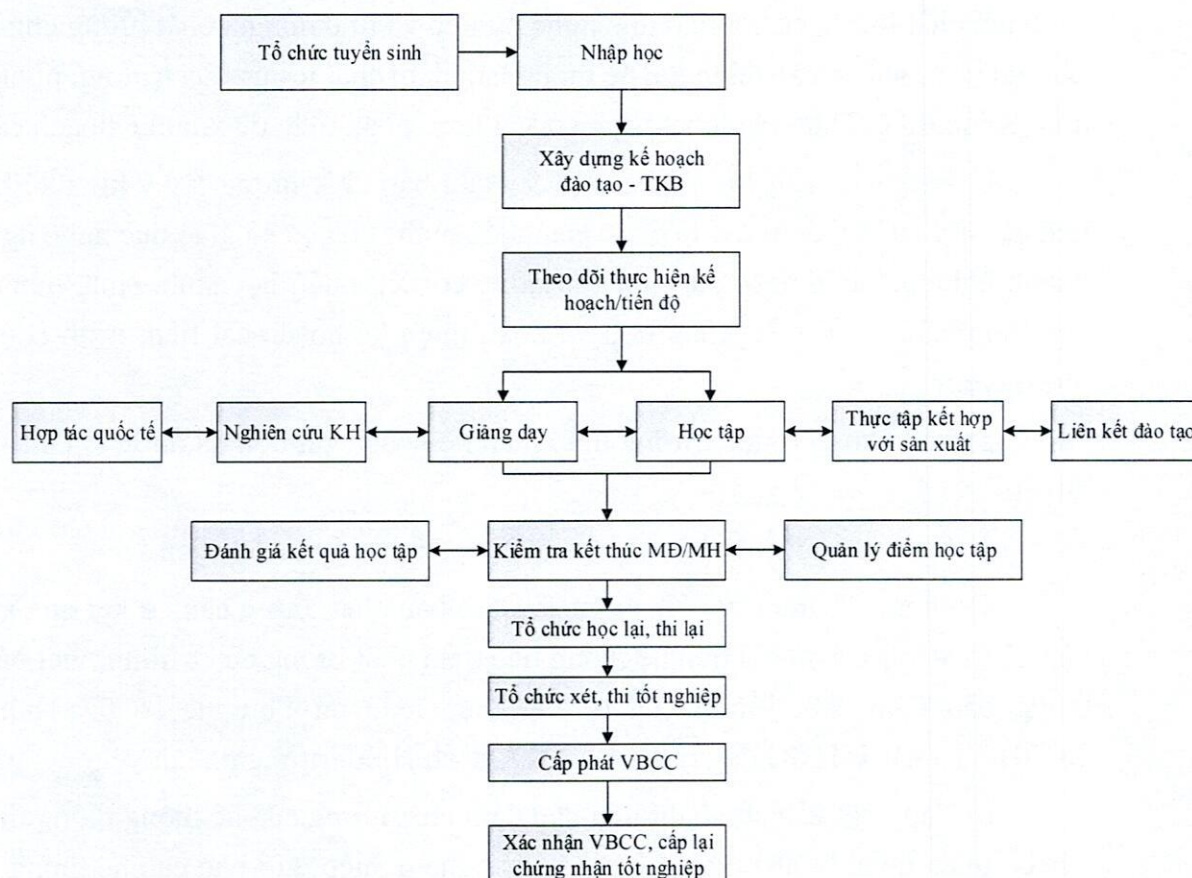 Tổ chức tuyển sinh
Nhập học
Xây dựng kế hoạch
đào tạo - TKB
Theo dõi thực hiện kế
hoạch/tiến độ
Hợp tác quốc tế
Nghiên cứu KH
Giảng dạy
Học tập
Thực tập kết hợp
với sản xuất
Liên kết đào tạo
Đánh giá kết quả học tập
Kiểm tra kết thúc MĐ/MH
Quản lý điểm học tập
Tổ chức học lại, thi lại
Tổ chức xét, thi tốt nghiệp
Cấp phát VBCC
Xác nhận VBCC, cấp lại
chứng nhận tốt nghiệp